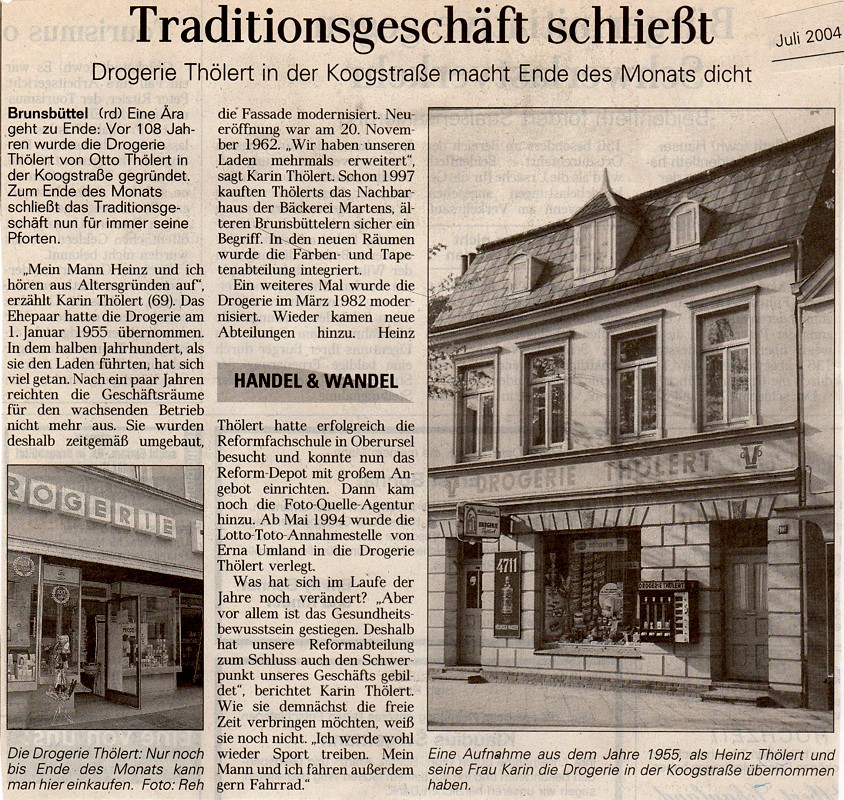 Traditionsgeschäft schließt
Juli 2004
Drogerie Thölert in der Koogstraße macht Ende des Monats dicht
Brunsbüttel (rd) Eine Ära
geht zu Ende: Vor 108 Jah-
ren wurde die Drogerie
Thölert von Otto Thölert in
der Koogstraße gegründet.
Zum Ende des Monats
schließt das Traditionsge-
schäft nun für immer seine
Pforten.
„Mein Mann Heinz und ich
hören aus Altersgründen auf“,
erzählt Karin Thölert (69). Das
Ehepaar hatte die Drogerie am
1. Januar 1955 übernommen.
In dem halben Jahrhundert, als
sie den Laden führten, hat sich
viel getan. Nach ein paar Jahren
reichten die Geschäftsräume
für den wachsenden Betrieb
nicht mehr aus. Sie wurden
deshalb zeitgemäß umgebaut,
die Fassade modernisiert. Neu-
eröffnung war am 20. Novem-
ber 1962. „Wir haben unseren
Laden mehrmals erweitert“,
sagt Karin Thölert. Schon 1997
kauften Thölerts das Nachbar-
haus der Bäckerei Martens, äl-
teren Brunsbüttelern sicher ein
Begriff. In den neuen Räumen
wurde die Farben- und Tape-
tenabteilung integriert.
Ein weiteres Mal wurde die
Drogerie im März 1982 moder-
nisiert. Wieder kamen neue
Abteilungen hinzu. Heinz
HANDEL & WANDEL
Thölert hatte erfolgreich die
Reformfachschule in Oberursel
besucht und konnte nun das
Reform-Depot mit großem An-
gebot einrichten. Dann kam
noch die Foto-Quelle-Agentur
hinzu. Ab Mai 1994 wurde die
Lotto-Toto-Annahmestelle von
Erna Umland in die Drogerie
Thölert verlegt.
Was hat sich im Laufe der
Jahre noch verändert? „Aber
vor allem ist das Gesundheits-
bewusstsein gestiegen. Deshalb
hat unsere Reformabteilung
zum Schluss auch den Schwer-
punkt unseres Geschäfts gebil-
det“, berichtet Karin Thölert.
Wie sie demnächst die freie
Zeit verbringen möchten, weiß
sie noch nicht. „Ich werde wohl
wieder Sport treiben. Mein
Mann und ich fahren außerdem
gern Fahrrad.“
ROGERIE
Die Drogerie Thölert: Nur noch
bis Ende des Monats kann
man hier einkaufen. Foto: Reh
DROGERIE THÖLERT
DROGERIE
4711
DROGERIE THÖLERT
Eine Aufnahme aus dem Jahre 1955, als Heinz Thölert und
seine Frau Karin die Drogerie in der Koogstraße übernommen
haben.